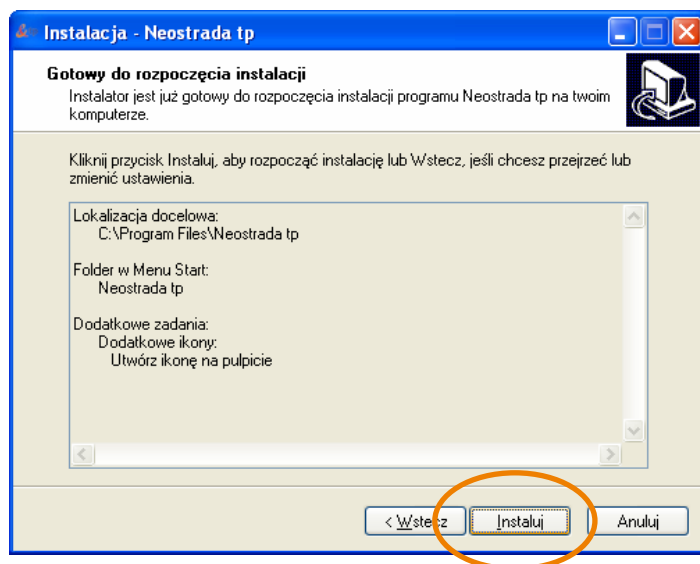 Instalacja - Neostrada tp
Gotowy do rozpoczęcia instalacji
Instalator jest już gotowy do rozpoczęcia instalacji programu Neostrada tp na twoim
komputerze.
Kliknij przycisk Instaluj, aby rozpocząć instalację lub Wstecz, jeśli chcesz przejrzeć lub
zmienić ustawienia.
Lokalizacja docelowa:
C:\Program Files\Neostrada tp
Folder w Menu Start:
Neostrada tp
Dodatkowe zadania:
Dodatkowe ikony:
Utwórz ikonę na pulpicie
< Wstecz Instaluj Anuluj